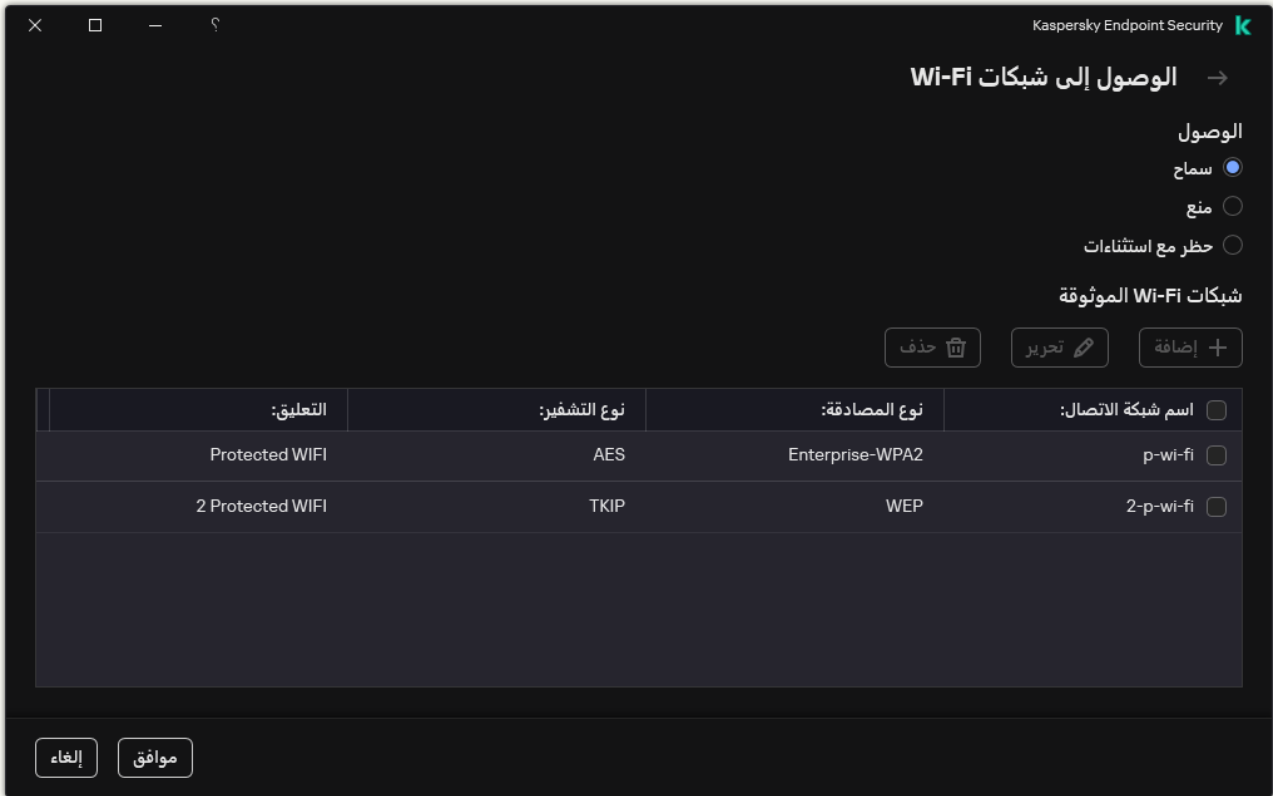 Kaspersky Endpoint Security ؟
الوصول إلى شبكات Wi-Fi
الوصول
سماح
منع
حظر مع استثناءات
شبكات Wi-Fi الموثوقة
إضافة تحرير حذف
اسم شبكة الاتصال: نوع المصادقة: نوع التشفير: التعليق:
p-wi-fi Enterprise-WPA2 AES Protected WIFI
2-p-wi-fi WEP TKIP 2 Protected WIFI
موافق إلغاء